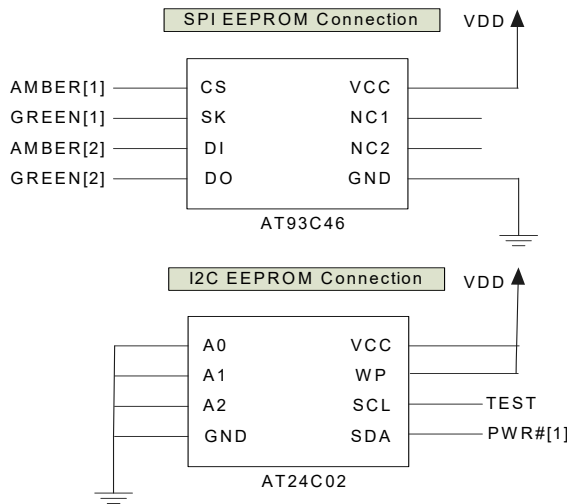 SPI EEPROM Connection
VDD
AMBER[1]
CS
VCC
GREEN[1]
SK
NC1
AMBER[2]
DI
NC2
GREEN[2]
DO
GND
AT93C46
I2C EEPROM Connection
VDD
A0
VCC
A1
WP
A2
SCL
TEST
GND
SDA
PWR#[1]
AT24C02